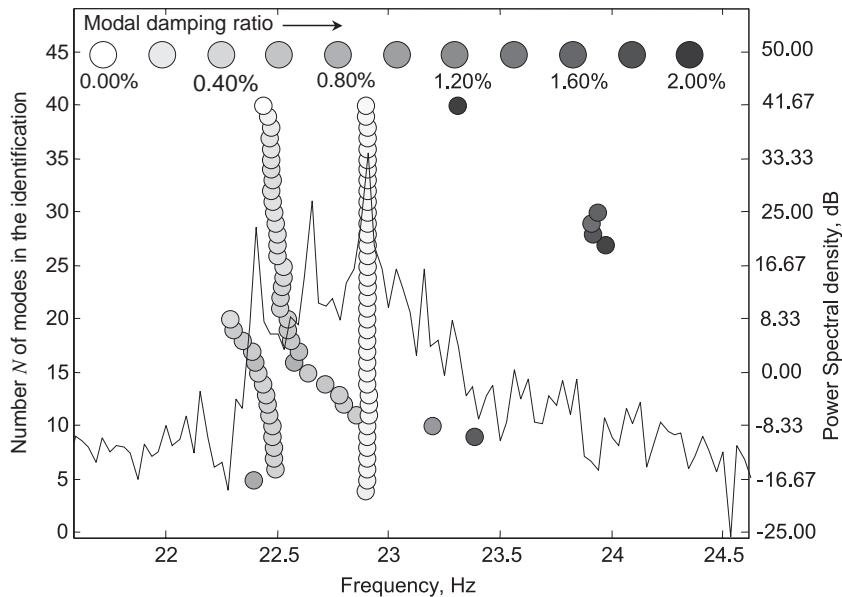 Modal damping ratio
45 50.00
0.00% 0.40% 0.80% 1.20% 1.60% 2.00%
40 41.67
35 33.33
30 25.00
25 16.67
20 8.33
15 0.00
10 -8.33
5 -16.67
0 -25.00
22 22.5 23 23.5 24 24.5
Frequency, Hz
Number N of modes in the identification
Power Spectral density, dB